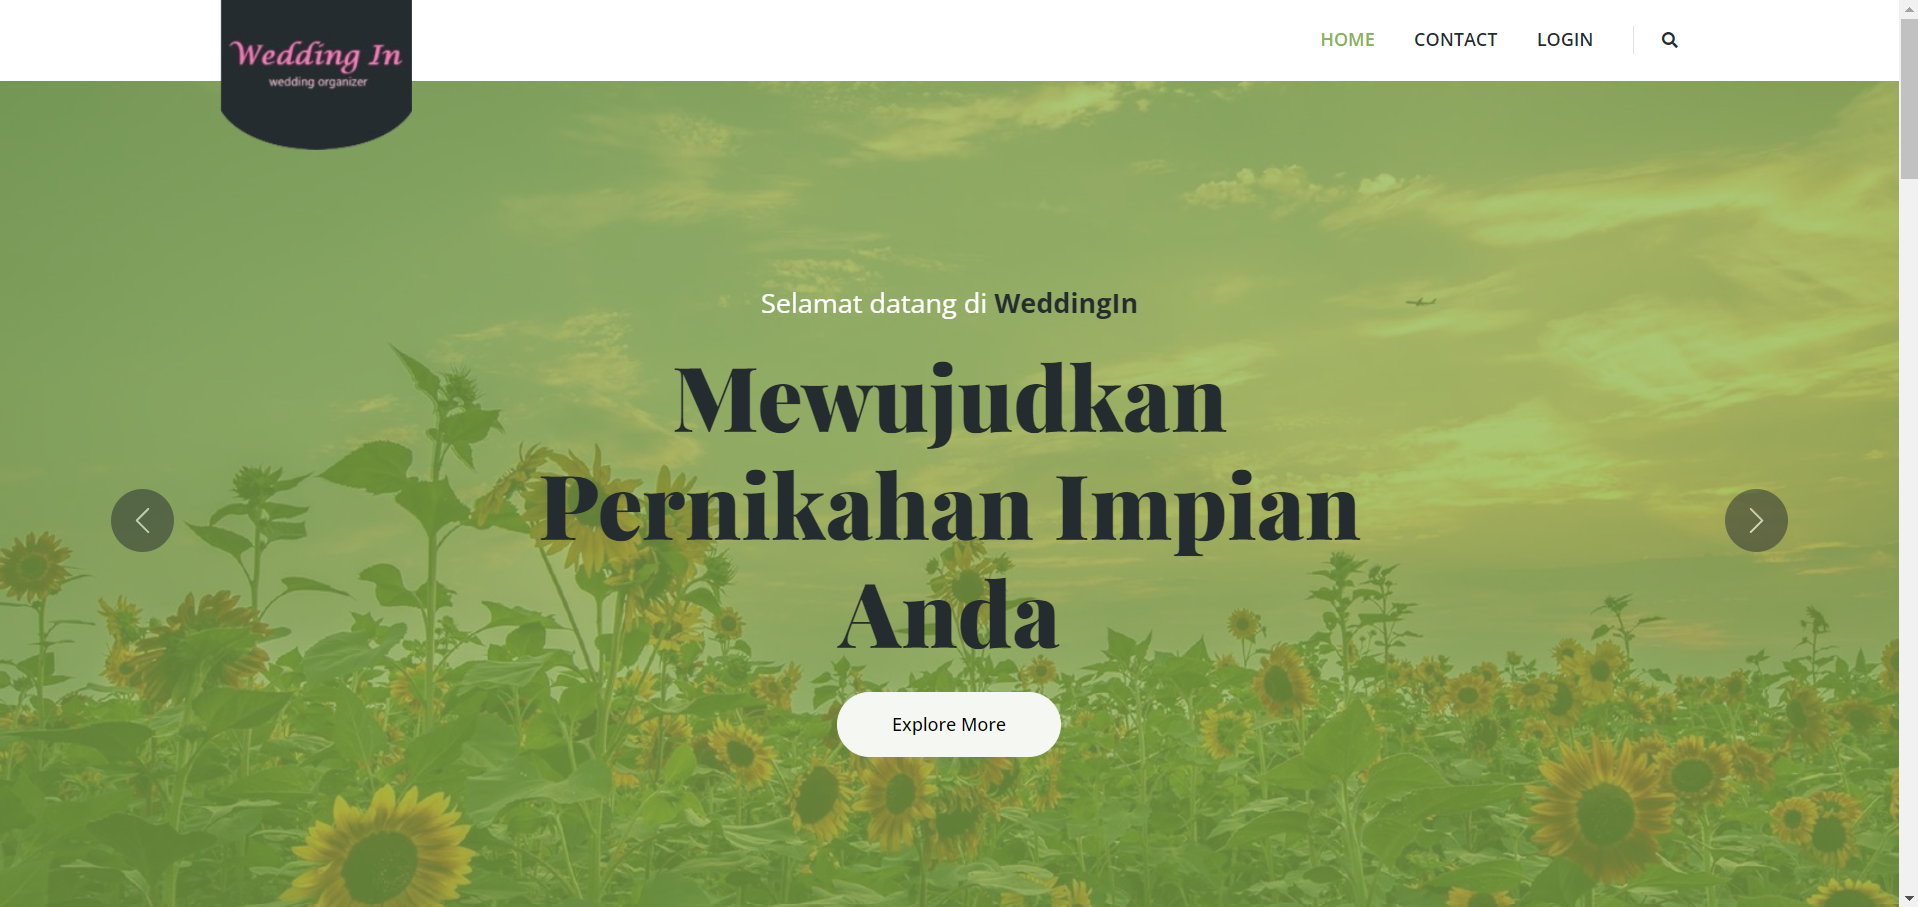 Wedding In
wedding organizer
HOME CONTACT LOGIN
Selamat datang di WeddingIn
Mewujudkan
Pernikahan Impian
Anda
Explore More